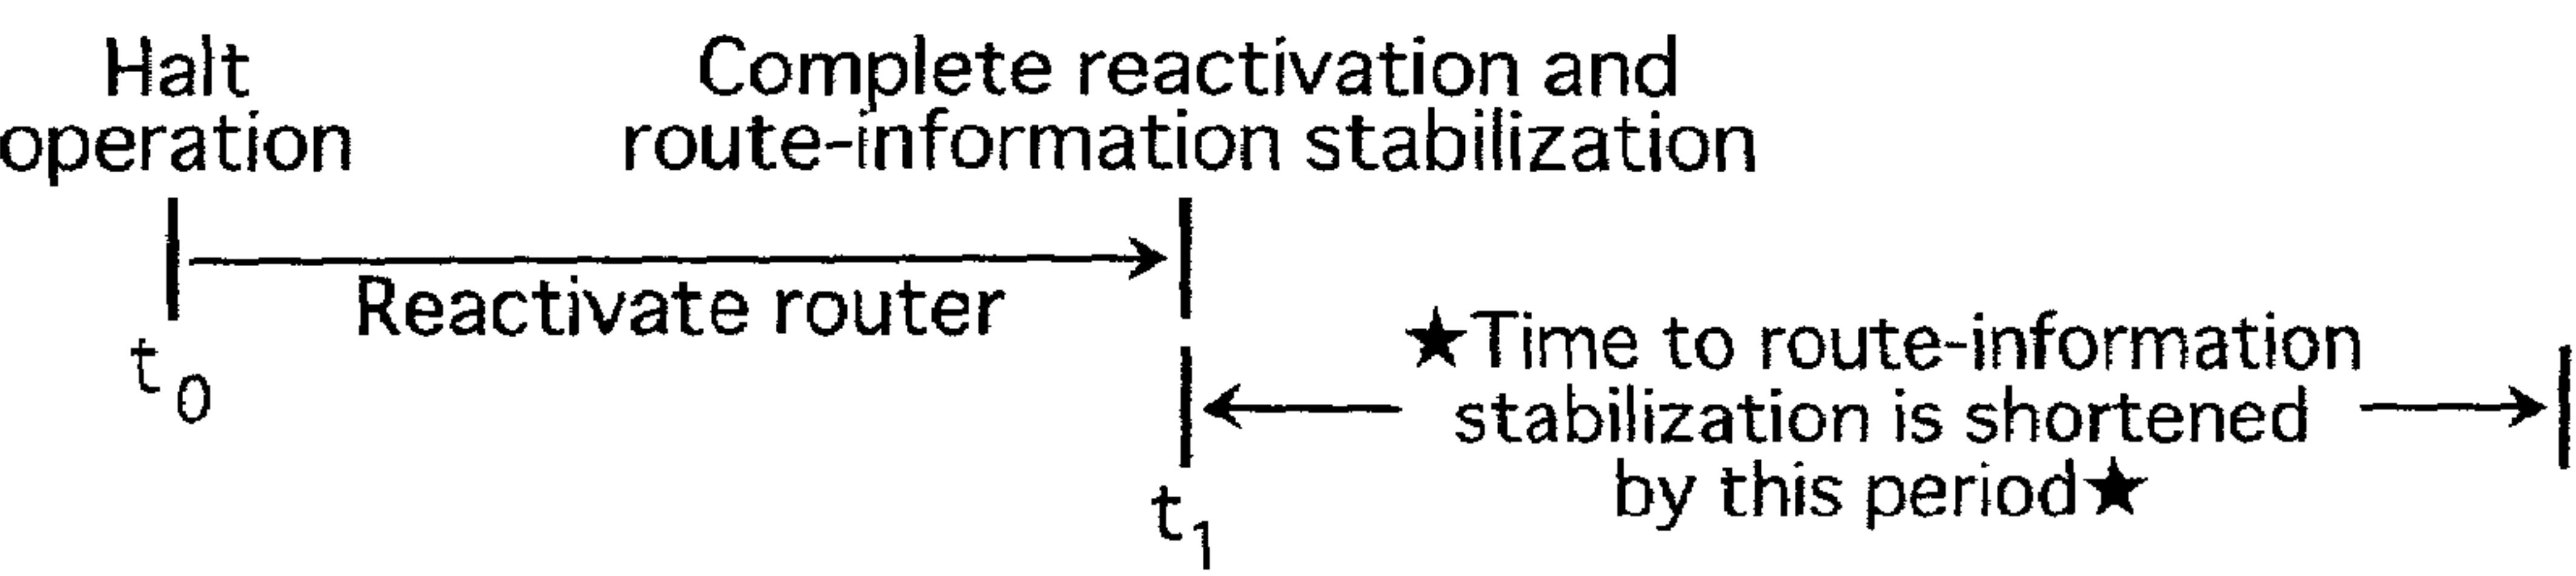 Halt
operation
Complete reactivation and
route-information stabilization
Reactivate router
t0
t1
★Time to route-information
stabilization is shortened
by this period★